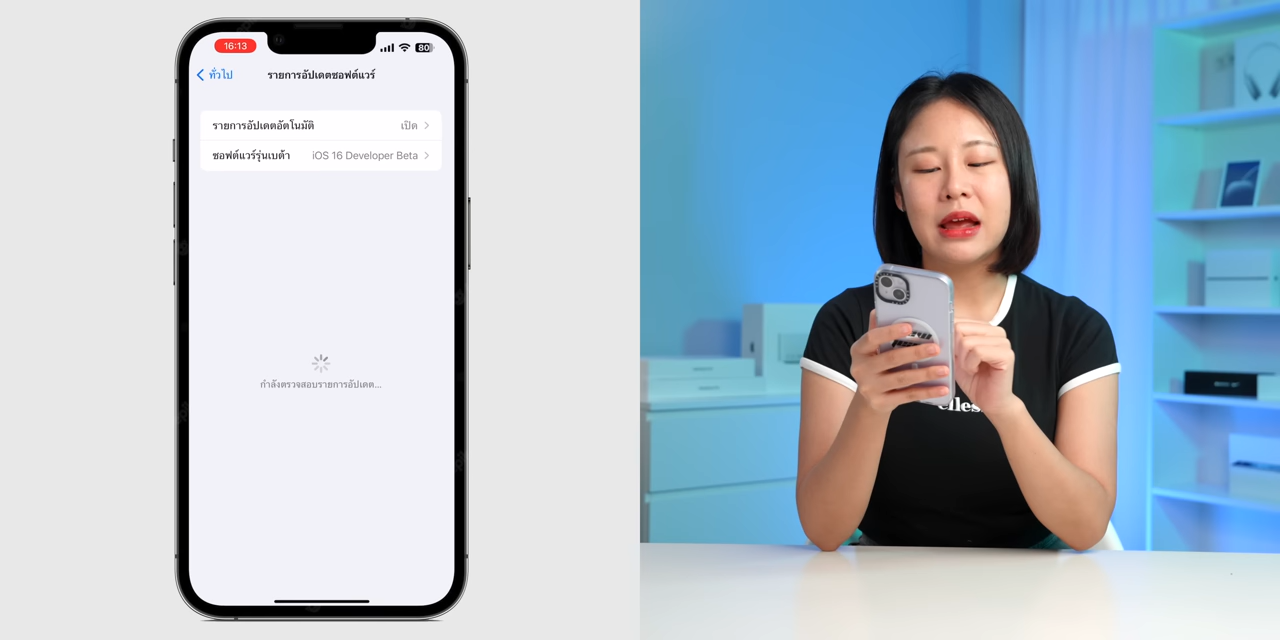 16:13
80
ทั่วไป
รายการอัปเดตซอฟต์แวร์
รายการอัปเดตอัตโนมัติ
เปิด
ซอฟต์แวร์รุ่นเบต้า
iOS 16 Developer Beta
กำลังตรวจสอบรายการอัปเดต...
elles